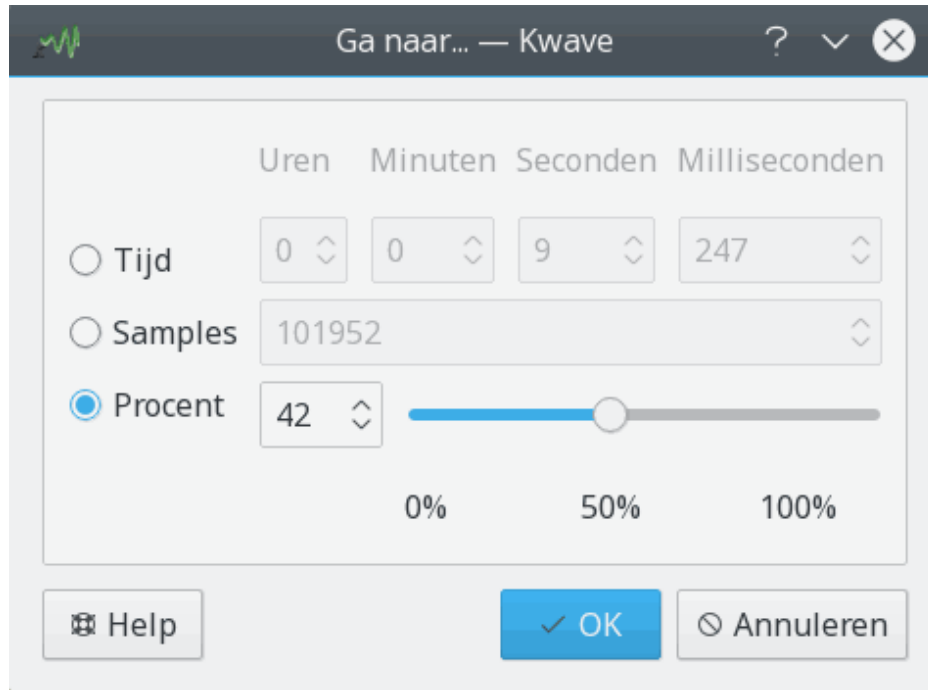 Ga naar... — Kwave
Uren Minuten Seconden Milliseconden
Tijd 0 0 9 247
Samples 101952
Procent 42
0% 50% 100%
Help OK Annuleren